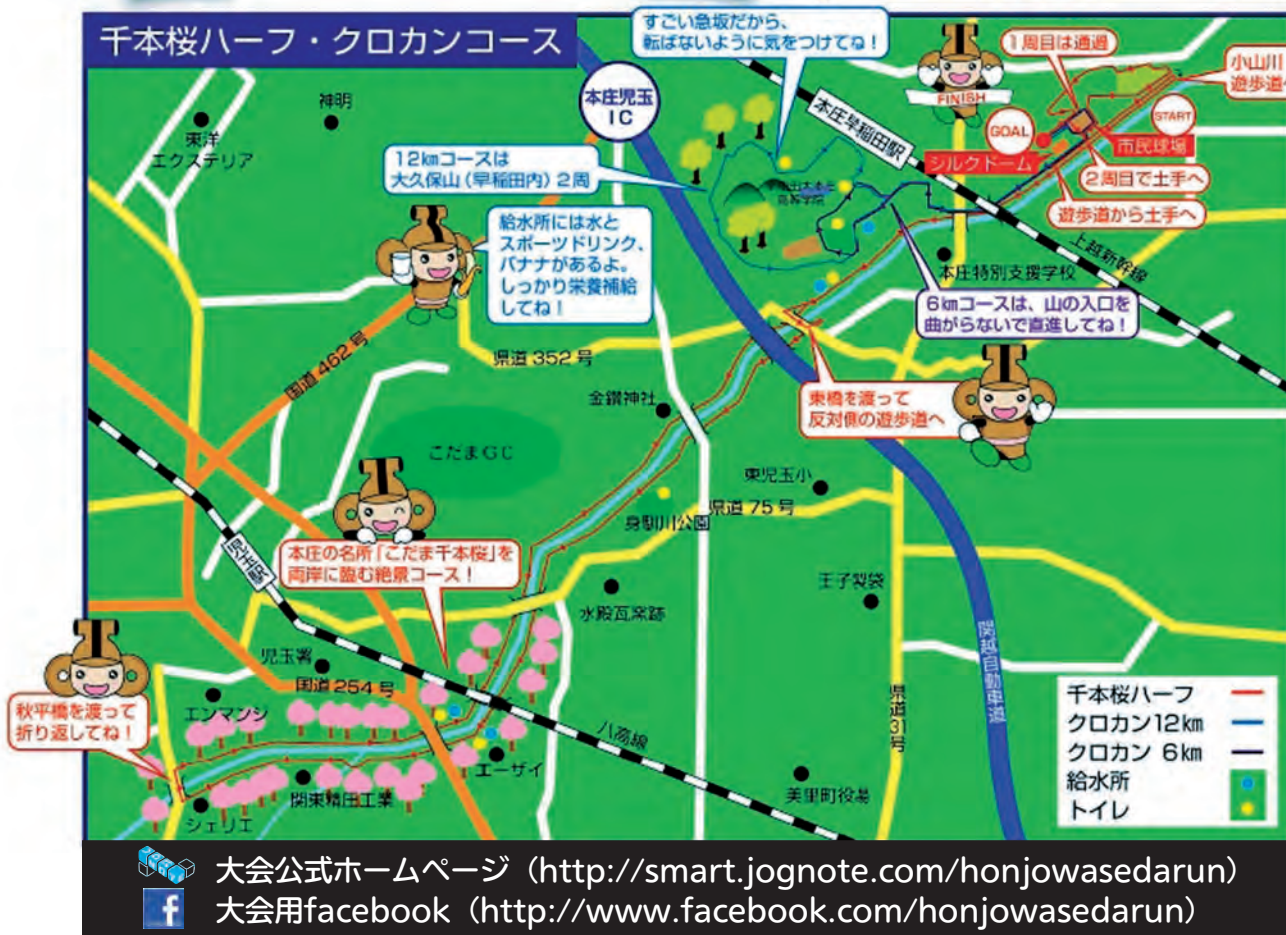 千本桜ハーフ・クロカンコース
すごい急坂だから、
転ばないように気をつけてね！
1周目は通過
小山川
遊歩道へ
FINISH
本庄児玉
IC
神明
東洋
エクステリア
本庄早稲田駅
GOAL
START
シルクドーム
市民球場
12kmコースは
大久保山（早稲田内）2周
2周目で土手へ
遊歩道から土手へ
高等学院
給水所には水と
スポーツドリンク、
バナナがあるよ。
しっかり栄養補給
してね！
上越新幹線
本庄特別支援学校
6kmコースは、山の入口を
曲がらないで直進してね！
国道462号
県道352号
金鑚神社
東橋を渡って
反対側の遊歩道へ
こだまGC
東児玉小
県道75号
身馴川公園
児玉駅
本庄の名所「こだま千本桜」を
両岸に臨む絶景コース！
水殿瓦窯跡
王子製袋
関越自動車道
児玉署
国道254号
秋平橋を渡って
折り返してね！
エンマンジ
八高線
県道31号
エーザイ
関東精田工業
シェリエ
美里町役場
千本桜ハーフ
クロカン12km
クロカン 6km
給水所
トイレ
大会公式ホームページ（http://smart.jognote.com/honjowasedarun）
大会用facebook（http://www.facebook.com/honjowasedarun）